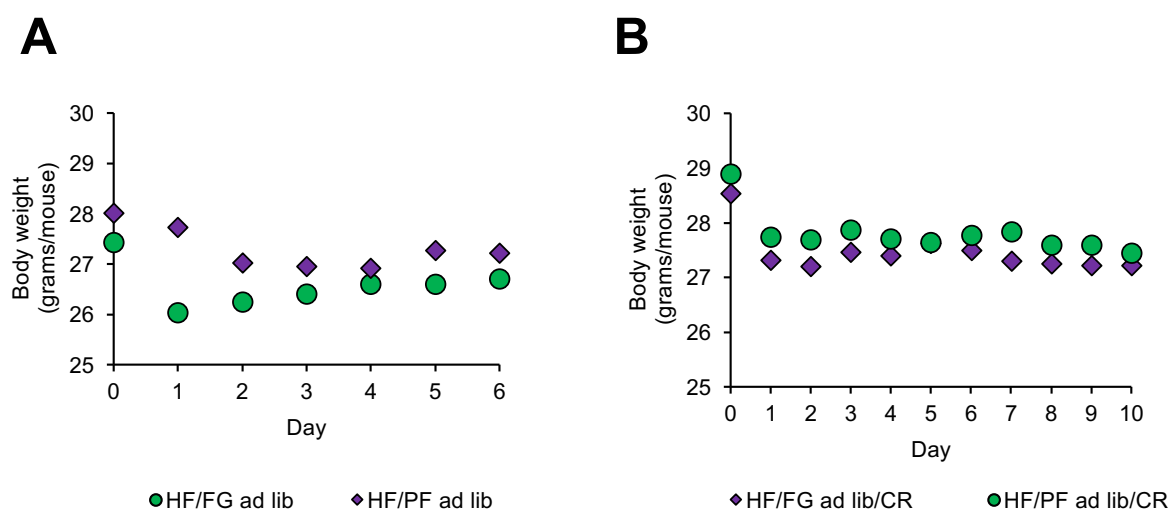 A
30
29
28
27
26
25
Body weight
(grams/mouse)
0 1 2 3 4 5 6
Day
HF/FG ad lib HF/PF ad lib
B
30
29
28
27
26
25
Body weight
(grams/mouse)
0 1 2 3 4 5 6 7 8 9 10
Day
HF/FG ad lib/CR HF/PF ad lib/CR